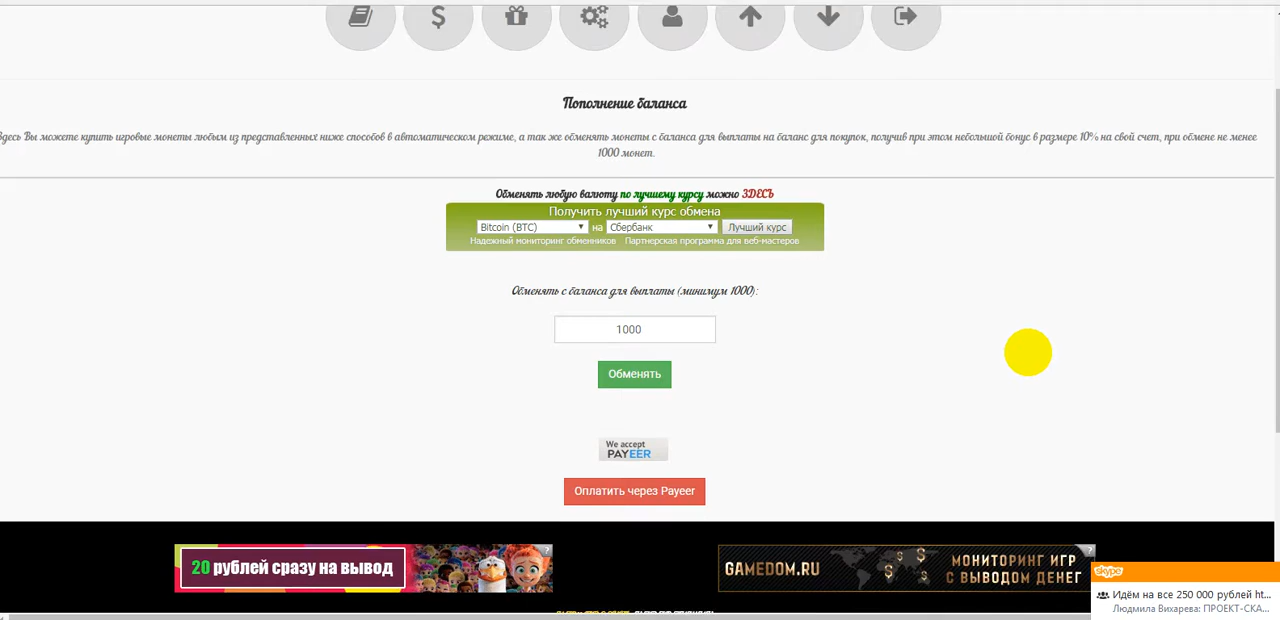 Пополнение баланса
Здесь Вы можете купить игровые монеты любым из представленных ниже способов в автоматическом режиме, а так же обменять монеты с баланса для выплаты на баланс для покупок, получив при этом небольшой бонус в размере 10% на свой счет, при обмене не менее
1000 монет.
Обменять любую валюту по лучшему курсу можно ЗДЕСЬ
Получить лучший курс обмена
Bitcoin (BTC) на Сбербанк Лучший курс
Надежный мониторинг обменников Партнерская программа для веб-мастеров
Обменять с баланса для выплаты (минимум 1000):
1000
Обменять
We accept
PAYEER
Оплатить через Payeer
20 рублей сразу на вывод
?
GAMEDOM.RU
МОНИТОРИНГ ИГР
С ВЫВОДОМ ДЕНЕГ
?
skype
Идём на все 250 000 рублей ht...
Людмила Вихарева: ПРОЕКТ-СКА...